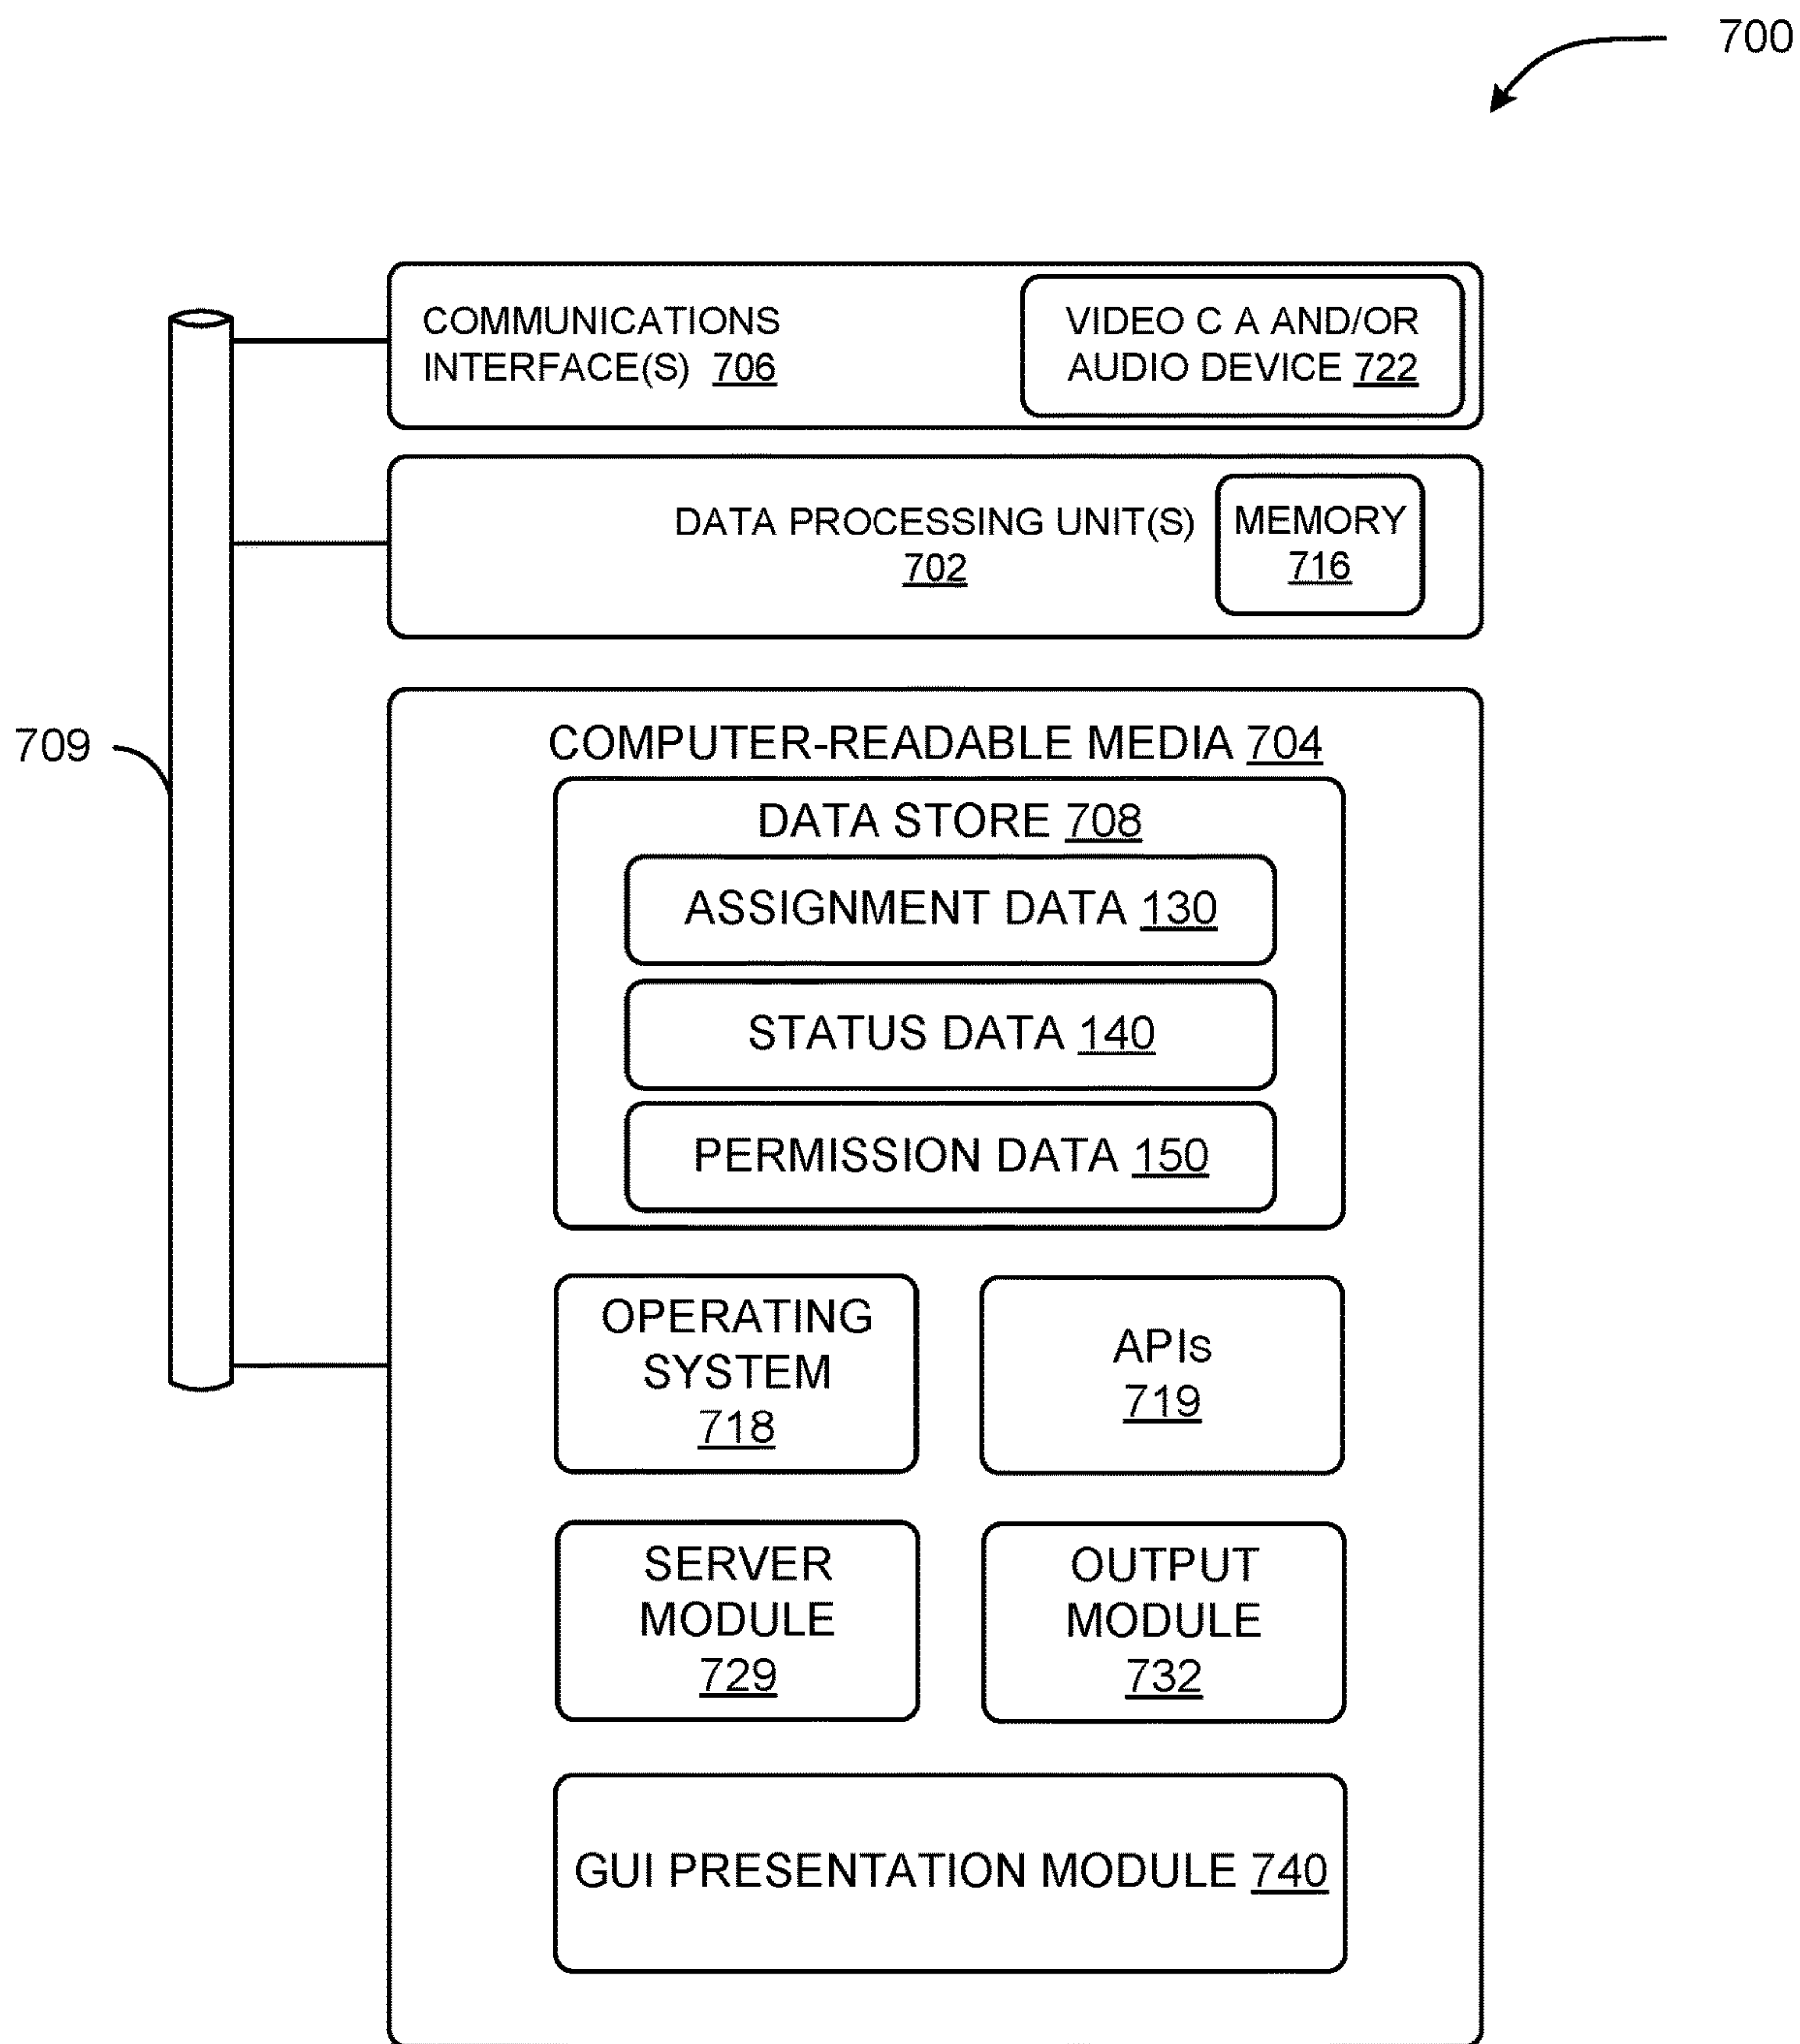 700
COMMUNICATIONS
INTERFACE(S) 706
VIDEO C A AND/OR
AUDIO DEVICE 722
DATA PROCESSING UNIT(S)
702
MEMORY
716
709
COMPUTER-READABLE MEDIA 704
DATA STORE 708
ASSIGNMENT DATA 130
STATUS DATA 140
PERMISSION DATA 150
OPERATING
SYSTEM
718
APIs
719
SERVER
MODULE
729
OUTPUT
MODULE
732
GUI PRESENTATION MODULE 740